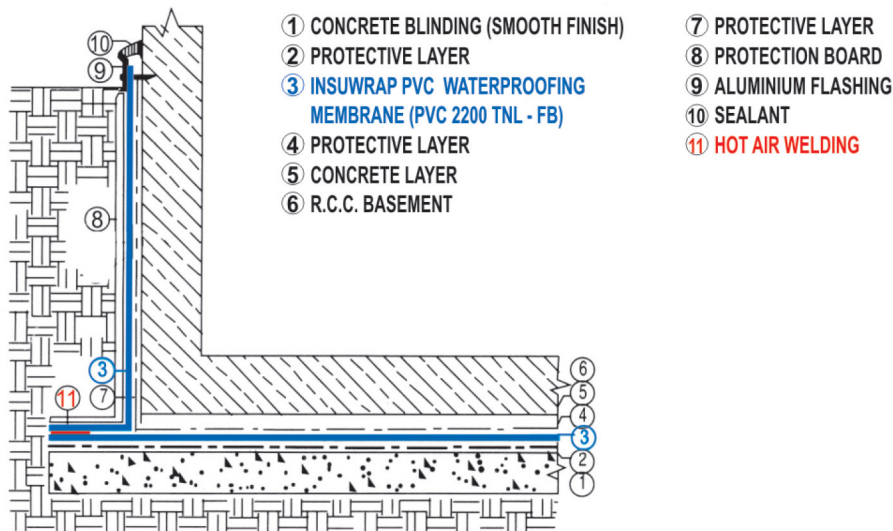 ① CONCRETE BLINDING (SMOOTH FINISH)
② PROTECTIVE LAYER
③ INSUWRAP PVC WATERPROOFING
MEMBRANE (PVC 2200 TNL - FB)
④ PROTECTIVE LAYER
⑤ CONCRETE LAYER
⑥ R.C.C. BASEMENT
⑦ PROTECTIVE LAYER
⑧ PROTECTION BOARD
⑨ ALUMINIUM FLASHING
⑩ SEALANT
⑪ HOT AIR WELDING
⑩
⑨
⑧
③
⑪
⑦
⑥
⑤
④
③
②
①